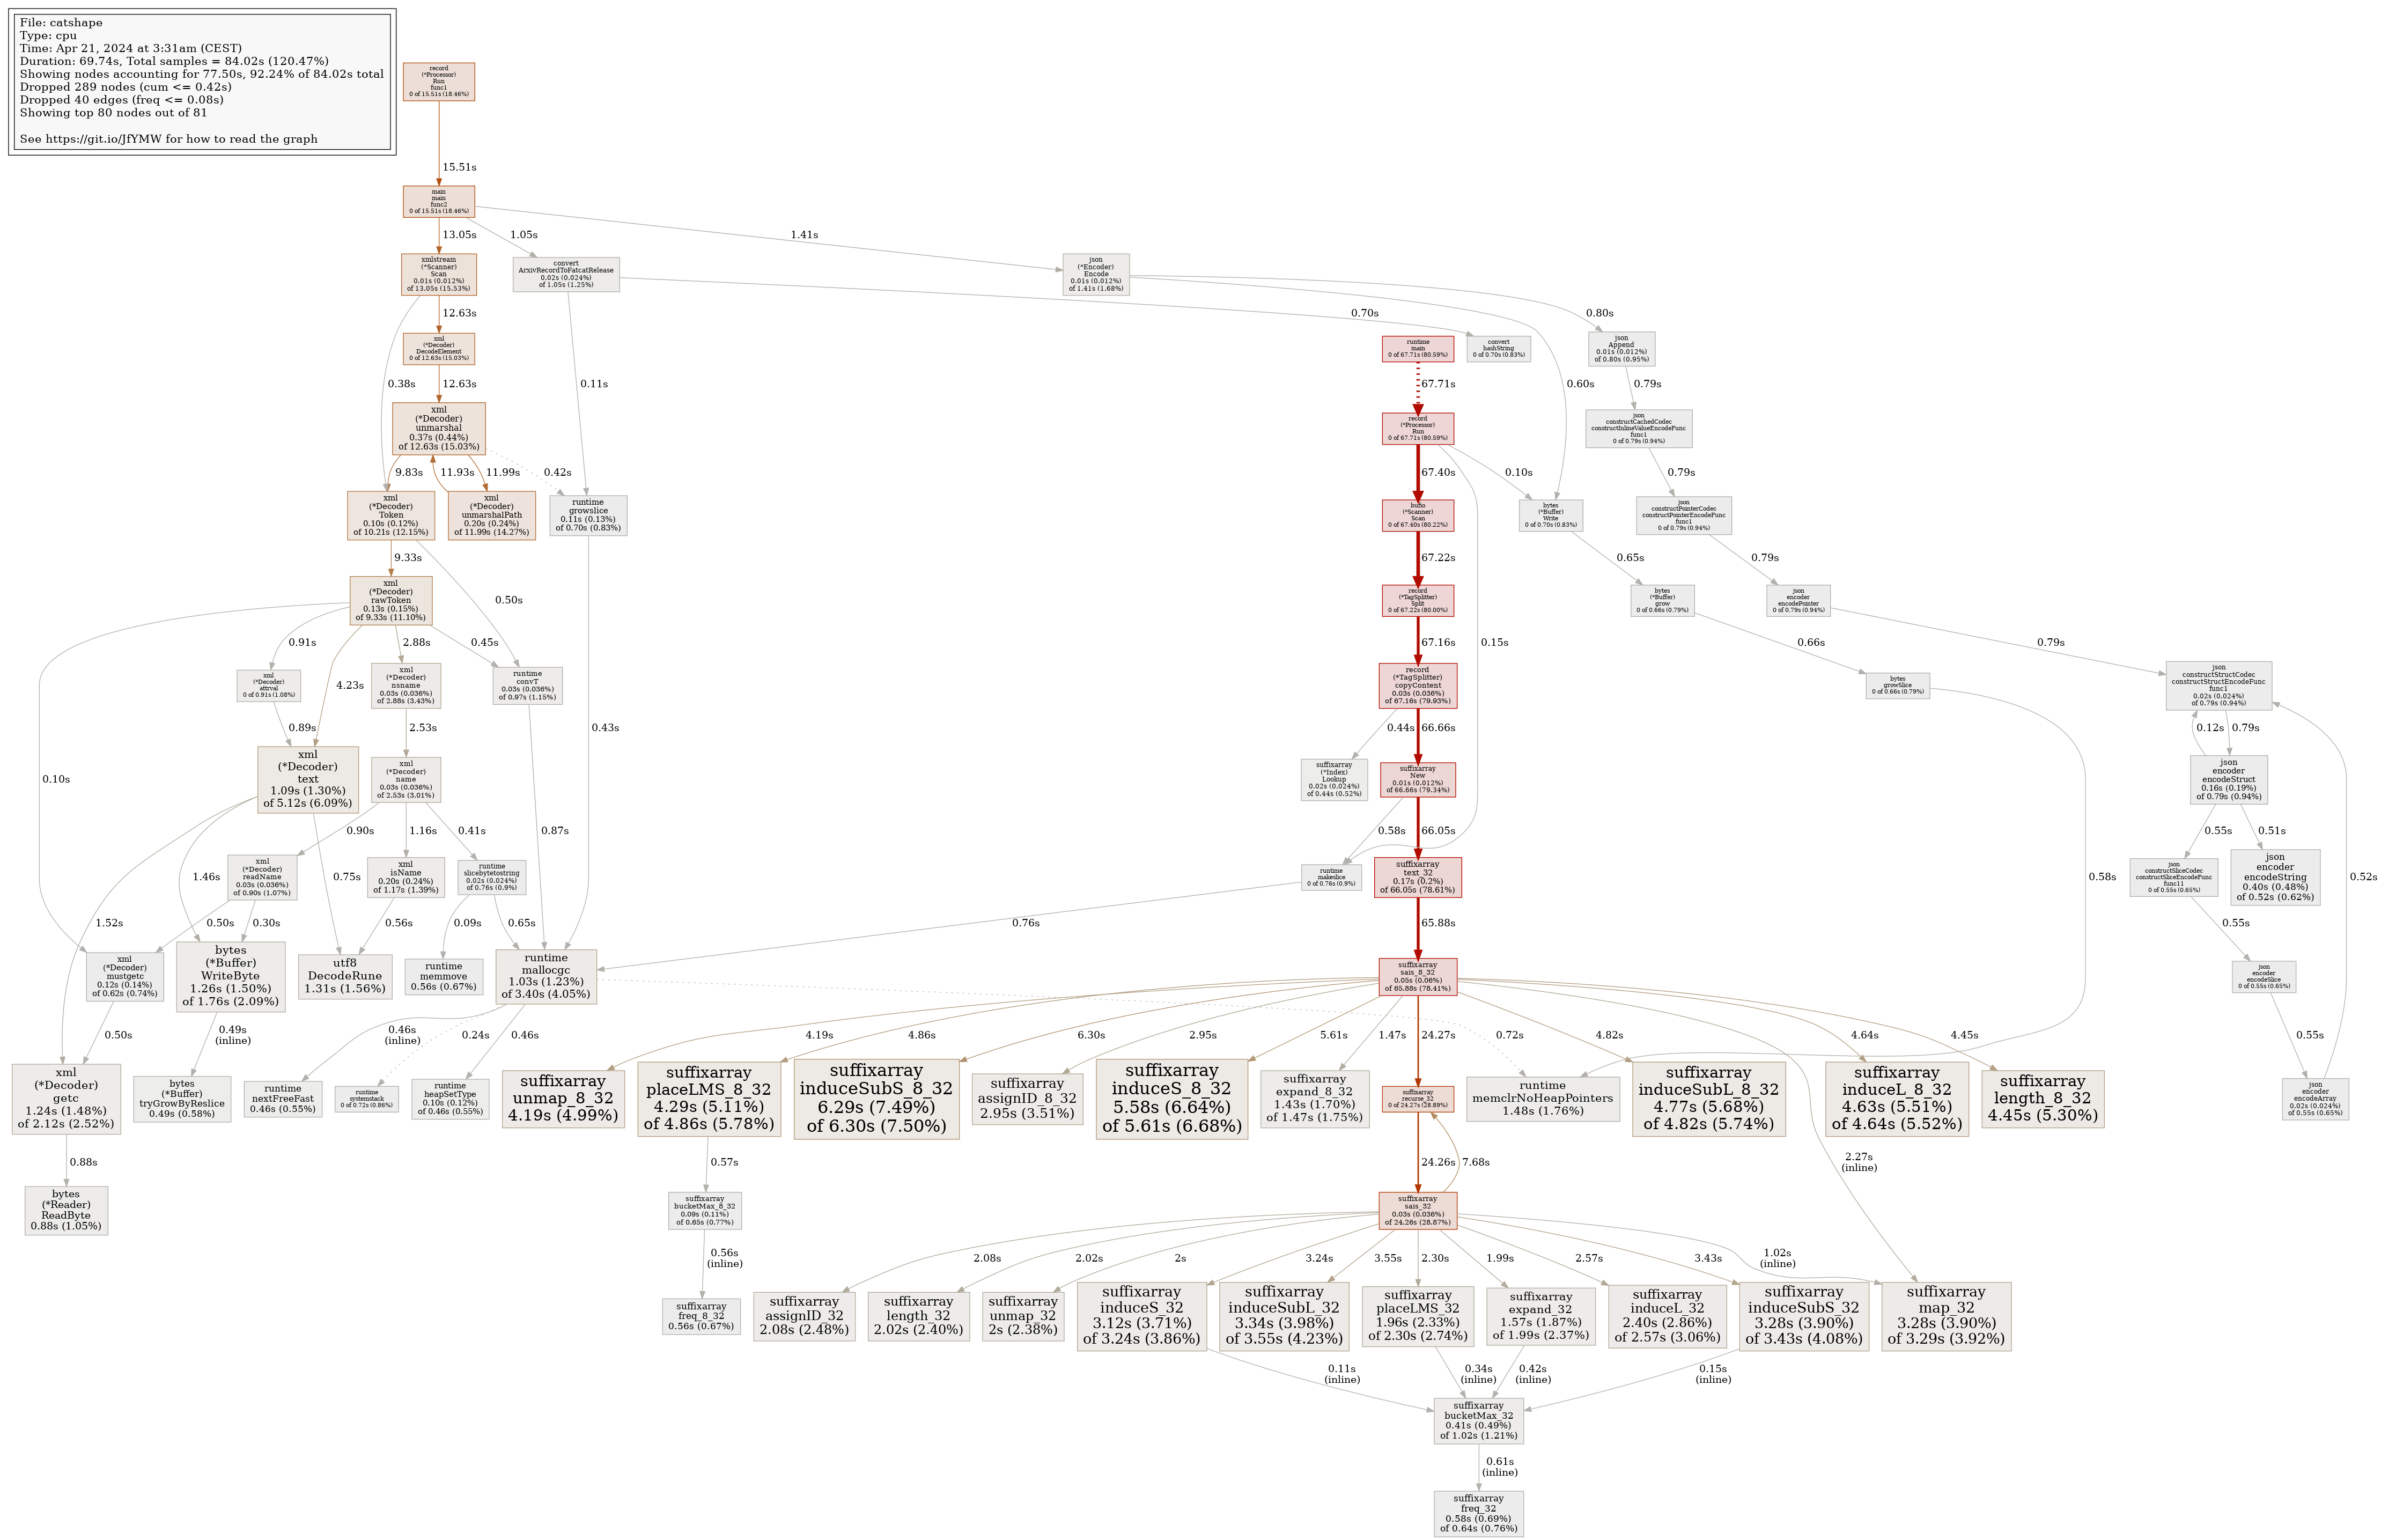 File: catshape
Type: cpu
Time: Apr 21, 2024 at 3:31am (CEST)
Duration: 69.74s, Total samples = 84.02s (120.47%)
Showing nodes accounting for 77.50s, 92.24% of 84.02s total
Dropped 289 nodes (cum <= 0.42s)
Dropped 40 edges (freq <= 0.08s)
Showing top 80 nodes out of 81
See https://git.io/JfYMW for how to read the graph
record
(*Processor)
Run
func1
0 of 15.51s (18.46%)
15.51s
main
main
func2
0 of 15.51s (18.46%)
13.05s
1.05s
1.41s
xmlstream
(*Scanner)
Scan
0.01s (0.012%)
of 13.05s (15.53%)
convert
ArxivRecordToFatcatRelease
0.02s (0.024%)
of 1.05s (1.25%)
json
(*Encoder)
Encode
0.01s (0.012%)
of 1.41s (1.68%)
12.63s
0.70s
0.80s
xml
(*Decoder)
DecodeElement
0 of 12.63s (15.03%)
runtime
main
0 of 67.71s (80.59%)
convert
hashString
0 of 0.70s (0.83%)
json
Append
0.01s (0.012%)
of 0.80s (0.95%)
0.38s
12.63s
0.11s
67.71s
0.60s
0.79s
xml
(*Decoder)
unmarshal
0.37s (0.44%)
of 12.63s (15.03%)
record
(*Processor)
Run
0 of 67.71s (80.59%)
json
constructCachedCodec
constructInlineValueEncodeFunc
func1
0 of 0.79s (0.94%)
9.83s
11.93s
11.99s
0.42s
67.40s
0.10s
0.79s
xml
(*Decoder)
Token
0.10s (0.12%)
of 10.21s (12.15%)
xml
(*Decoder)
unmarshalPath
0.20s (0.24%)
of 11.99s (14.27%)
runtime
growslice
0.11s (0.13%)
of 0.70s (0.83%)
bufio
(*Scanner)
Scan
0 of 67.40s (80.22%)
bytes
(*Buffer)
Write
0 of 0.70s (0.83%)
json
constructPointerCodec
constructPointerEncodeFunc
func1
0 of 0.79s (0.94%)
9.33s
67.22s
0.65s
0.79s
xml
(*Decoder)
rawToken
0.13s (0.15%)
of 9.33s (11.10%)
0.50s
record
(*TagSplitter)
Split
0 of 67.22s (80.00%)
bytes
(*Buffer)
grow
0 of 0.66s (0.79%)
json
encoder
encodePointer
0 of 0.79s (0.94%)
0.91s
2.88s
0.45s
67.16s
0.15s
0.66s
0.79s
xml
(*Decoder)
attrval
0 of 0.91s (1.08%)
4.23s
xml
(*Decoder)
nsname
0.03s (0.036%)
of 2.88s (3.43%)
runtime
convT
0.03s (0.036%)
of 0.97s (1.15%)
record
(*TagSplitter)
copyContent
0.03s (0.036%)
of 67.16s (79.93%)
bytes
growSlice
0 of 0.66s (0.79%)
json
constructStructCodec
constructStructEncodeFunc
func1
0.02s (0.024%)
of 0.79s (0.94%)
0.89s
2.53s
0.43s
0.44s
66.66s
0.12s
0.79s
0.10s
xml
(*Decoder)
text
1.09s (1.30%)
of 5.12s (6.09%)
xml
(*Decoder)
name
0.03s (0.036%)
of 2.53s (3.01%)
suffixarray
(*Index)
Lookup
0.02s (0.024%)
of 0.44s (0.52%)
suffixarray
New
0.01s (0.012%)
of 66.66s (79.34%)
json
encoder
encodeStruct
0.16s (0.19%)
of 0.79s (0.94%)
0.90s
1.16s
0.41s
0.87s
0.58s
66.05s
0.55s
0.51s
1.52s
1.46s
xml
(*Decoder)
readName
0.03s (0.036%)
of 0.90s (1.07%)
0.75s
xml
isName
0.20s (0.24%)
of 1.17s (1.39%)
runtime
slicebytetostring
0.02s (0.024%)
of 0.76s (0.9%)
runtime
makeslice
0 of 0.76s (0.9%)
suffixarray
text_32
0.17s (0.2%)
of 66.05s (78.61%)
0.58s
json
constructSliceCodec
constructSliceEncodeFunc
func11
0 of 0.55s (0.65%)
json
encoder
encodeString
0.40s (0.48%)
of 0.52s (0.62%)
0.52s
0.50s
0.30s
0.56s
0.09s
0.65s
0.76s
65.88s
0.55s
xml
(*Decoder)
mustgetc
0.12s (0.14%)
of 0.62s (0.74%)
bytes
(*Buffer)
WriteByte
1.26s (1.50%)
of 1.76s (2.09%)
utf8
DecodeRune
1.31s (1.56%)
runtime
memmove
0.56s (0.67%)
runtime
mallocgc
1.03s (1.23%)
of 3.40s (4.05%)
suffixarray
sais_8_32
0.05s (0.06%)
of 65.88s (78.41%)
json
encoder
encodeSlice
0 of 0.55s (0.65%)
0.50s
0.49s
(inline)
0.46s
(inline)
0.24s
0.46s
4.19s
4.86s
6.30s
2.95s
5.61s
1.47s
24.27s
0.72s
4.82s
4.64s
4.45s
0.55s
xml
(*Decoder)
getc
1.24s (1.48%)
of 2.12s (2.52%)
bytes
(*Buffer)
tryGrowByReslice
0.49s (0.58%)
runtime
nextFreeFast
0.46s (0.55%)
runtime
systemstack
0 of 0.72s (0.86%)
runtime
heapSetType
0.10s (0.12%)
of 0.46s (0.55%)
suffixarray
unmap_8_32
4.19s (4.99%)
suffixarray
placeLMS_8_32
4.29s (5.11%)
of 4.86s (5.78%)
suffixarray
induceSubS_8_32
6.29s (7.49%)
of 6.30s (7.50%)
suffixarray
assignID_8_32
2.95s (3.51%)
suffixarray
induceS_8_32
5.58s (6.64%)
of 5.61s (6.68%)
suffixarray
expand_8_32
1.43s (1.70%)
of 1.47s (1.75%)
suffixarray
recurse_32
0 of 24.27s (28.89%)
runtime
memclrNoHeapPointers
1.48s (1.76%)
suffixarray
induceSubL_8_32
4.77s (5.68%)
of 4.82s (5.74%)
suffixarray
induceL_8_32
4.63s (5.51%)
of 4.64s (5.52%)
suffixarray
length_8_32
4.45s (5.30%)
json
encoder
encodeArray
0.02s (0.024%)
of 0.55s (0.65%)
0.88s
0.57s
24.26s
7.68s
2.27s
(inline)
bytes
(*Reader)
ReadByte
0.88s (1.05%)
suffixarray
bucketMax_8_32
0.09s (0.11%)
of 0.65s (0.77%)
suffixarray
sais_32
0.03s (0.036%)
of 24.26s (28.87%)
0.56s
(inline)
2.08s
2.02s
2s
3.24s
3.55s
2.30s
1.99s
2.57s
3.43s
1.02s
(inline)
suffixarray
freq_8_32
0.56s (0.67%)
suffixarray
assignID_32
2.08s (2.48%)
suffixarray
length_32
2.02s (2.40%)
suffixarray
unmap_32
2s (2.38%)
suffixarray
induceS_32
3.12s (3.71%)
of 3.24s (3.86%)
suffixarray
induceSubL_32
3.34s (3.98%)
of 3.55s (4.23%)
suffixarray
placeLMS_32
1.96s (2.33%)
of 2.30s (2.74%)
suffixarray
expand_32
1.57s (1.87%)
of 1.99s (2.37%)
suffixarray
induceL_32
2.40s (2.86%)
of 2.57s (3.06%)
suffixarray
induceSubS_32
3.28s (3.90%)
of 3.43s (4.08%)
suffixarray
map_32
3.28s (3.90%)
of 3.29s (3.92%)
0.11s
(inline)
0.34s
(inline)
0.42s
(inline)
0.15s
(inline)
suffixarray
bucketMax_32
0.41s (0.49%)
of 1.02s (1.21%)
0.61s
(inline)
suffixarray
freq_32
0.58s (0.69%)
of 0.64s (0.76%)